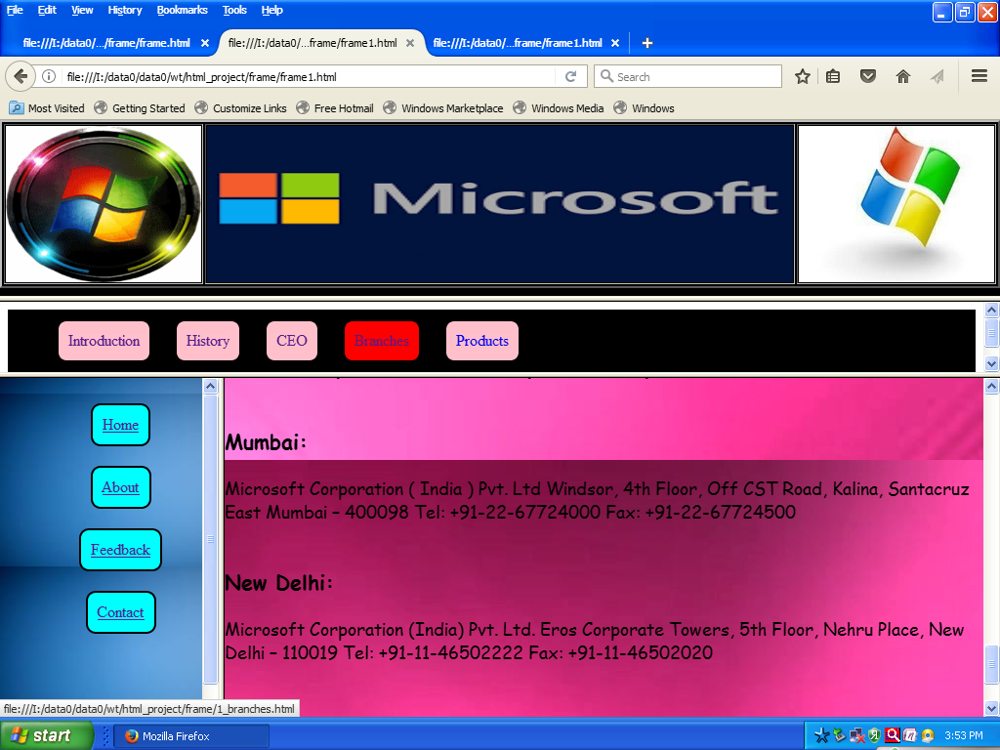 File Edit View History Bookmarks Tools Help
file:///I:/data0/.../frame/frame.html × file:///I:/data0/d...frame/frame1.html × file:///I:/data0/d...frame/frame1.html × +
file:///I:/data0/data0/wt/html_project/frame/frame1.html Search
Most Visited Getting Started Customize Links Free Hotmail Windows Marketplace Windows Media Windows
Microsoft
Introduction History CEO Branches Products
Home
About
Feedback
Contact
Mumbai:
Microsoft Corporation ( India ) Pvt. Ltd Windsor, 4th Floor, Off CST Road, Kalina, Santacruz
East Mumbai – 400098 Tel: +91-22-67724000 Fax: +91-22-67724500
New Delhi:
Microsoft Corporation (India) Pvt. Ltd. Eros Corporate Towers, 5th Floor, Nehru Place, New
Delhi – 110019 Tel: +91-11-46502222 Fax: +91-11-46502020
file:///I:/data0/data0/wt/html_project/frame/1_branches.html
start Mozilla Firefox 3:53 PM